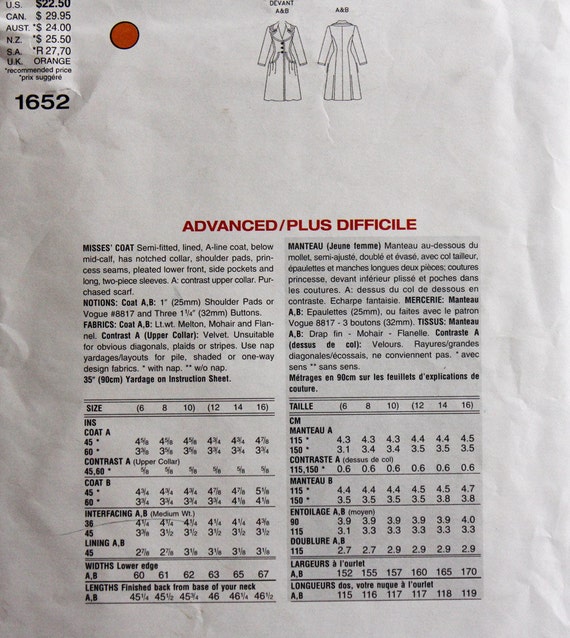 U.S. $22.50
CAN. $ 29.95
AUST.*$ 24.00
N.Z. *$ 25.50
S.A. *R 27,70
U.K. ORANGE
*recommended price
*prix suggéré
1652
DEVANT
A&B
A&B
ADVANCED/PLUS DIFFICILE
MISSES' COAT Semi-fitted, lined, A-line coat, below
mid-calf, has notched collar, shoulder pads, prin-
cess seams, pleated lower front, side pockets and
long, two-piece sleeves. A: contrast upper collar. Pur-
chased scarf.
NOTIONS: Coat A,B: 1" (25mm) Shoulder Pads or
Vogue #8817 and Three 1¼" (32mm) Buttons.
FABRICS: Coat A,B: Lt.wt. Melton, Mohair and Flan-
nel. Contrast A (Upper Collar): Velvet. Unsuitable
for obvious diagonals, plaids or stripes. Use nap
yardages/layouts for pile, shaded or one-way
design fabrics. * with nap. ** w/o nap.
35" (90cm) Yardage on Instruction Sheet.
SIZE (6 8 10) (12 14 16)
INS
COAT A
45 * 4⅝ 4⅝ 4⅝ 4¾ 4¾ 4⅞
60 * 3⅜ 3⅝ 3¾ 3¾ 3¾ 3¾
CONTRAST A (Upper Collar)
45,60 * ⅝ ⅝ ⅝ ⅝ ⅝ ⅝
COAT B
45 * 4¾ 4¾ 4⅞ 4⅞ 4⅞ 5⅛
60 * 3¾ 3¾ 3¾ 3¾ 4⅛ 4⅛
INTERFACING A,B (Medium Wt.)
36 4¼ 4¼ 4¼ 4¼ 4¼ 4⅜
45 3⅜ 3½ 3½ 3½ 3½ 3½
LINING A,B
45 2⅞ 2⅞ 3⅛ 3⅛ 3⅛ 3⅛
WIDTHS Lower edge
A,B 60 61 62 63 65 67
LENGTHS Finished back from base of your neck
A,B 45¼ 45½ 45¾ 46 46¼ 46½
MANTEAU (Jeune femme) Manteau au-dessous du
mollet, semi-ajusté, doublé et évasé, avec col tailleur,
épaulettes et manches longues deux pièces; coutures
princesse, devant inférieur plissé et poches dans
les coutures. A: dessus du col de dessous en
contraste. Echarpe fantaisie. MERCERIE: Manteau
A,B: Epaulettes (25mm), ou faites avec le patron
Vogue 8817 - 3 boutons (32mm). TISSUS: Manteau
A,B: Drap fin - Mohair - Flanelle. Contraste A
(dessus de col): Velours. Rayures/grandes
diagonales/écossais, ne conviennent pas. * avec
sens ** sans sens.
Métrages en 90cm sur les feuillets d'explications de
couture.
TAILLE (6 8 10) (12 14 16)
CM
MANTEAU A
115 * 4.3 4.3 4.3 4.4 4.4 4.5
150 * 3.1 3.4 3.4 3.5 3.5 3.5
CONTRASTE A (dessus de col)
115,150 * 0.6 0.6 0.6 0.6 0.6 0.6
MANTEAU B
115 * 4.4 4.4 4.5 4.5 4.5 4.7
150 * 3.5 3.5 3.5 3.5 3.8 3.8
ENTOILAGE A,B (moyen)
90 3.9 3.9 3.9 3.9 3.9 4.0
115 3.1 3.3 3.3 3.3 3.3 3.3
DOUBLURE A,B
115 2.7 2.7 2.9 2.9 2.9 2.9
LARGEURS à l'ourlet
A,B 152 155 157 160 165 170
LONGUEURS dos, votre nuque à l'ourlet
A,B 115 116 117 117 118 119